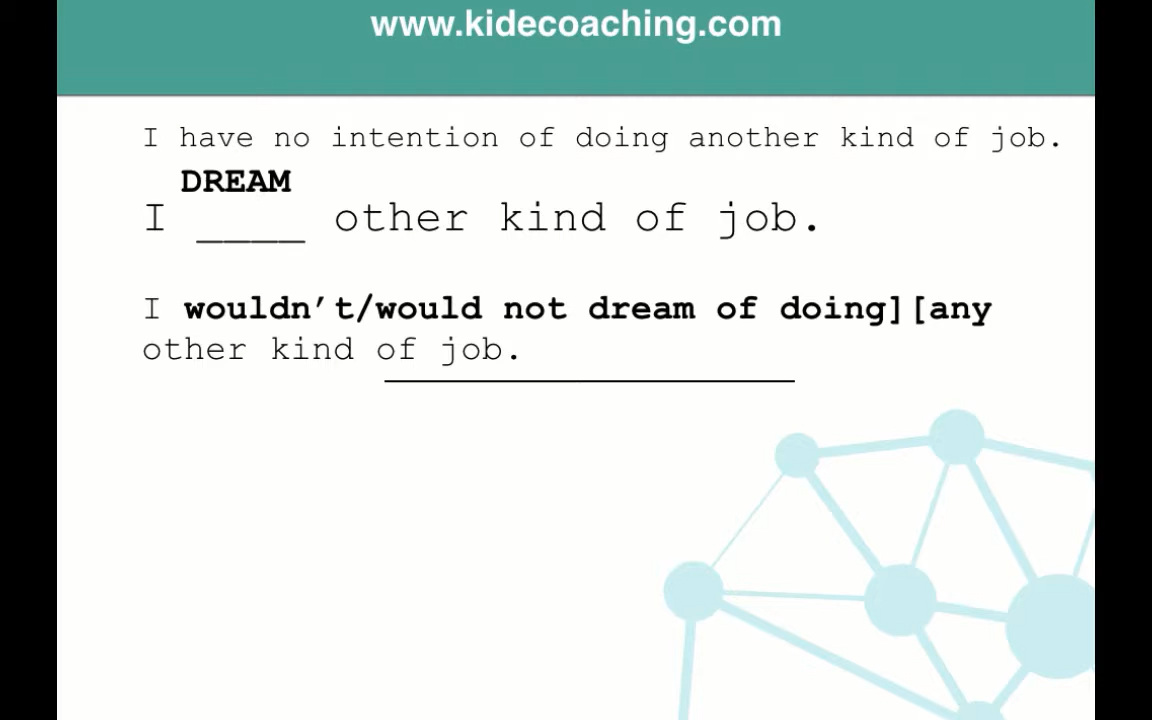 www.kidecoaching.com
I have no intention of doing another kind of job.
DREAM
I ____ other kind of job.
I wouldn’t/would not dream of doing][any
other kind of job.